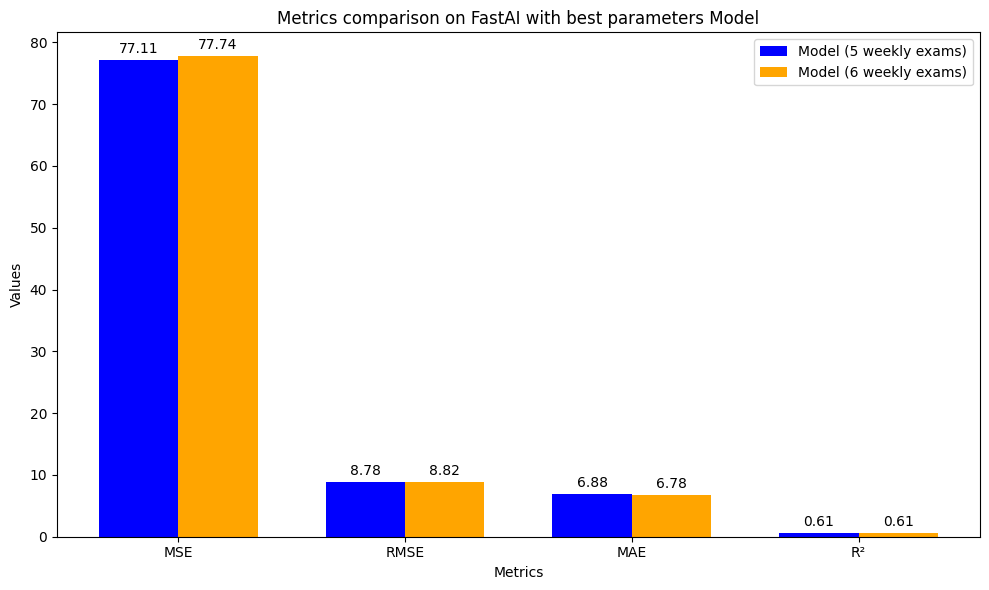 Metrics comparison on FastAI with best parameters Model
Model (5 weekly exams)
Model (6 weekly exams)
Values
80
70
60
50
40
30
20
10
0
77.11
77.74
8.78
8.82
6.88
6.78
0.61
0.61
MSE
RMSE
MAE
R²
Metrics